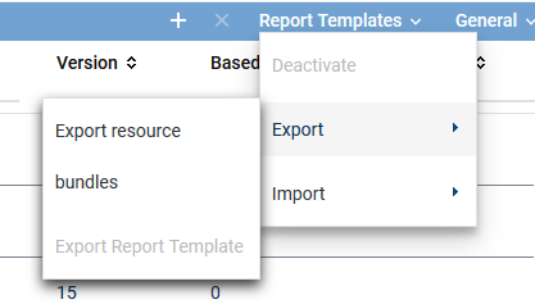 + × Report Templates General
Version Based
Deactivate
Export resource
bundles
Export
Import
Export Report Template
15 0